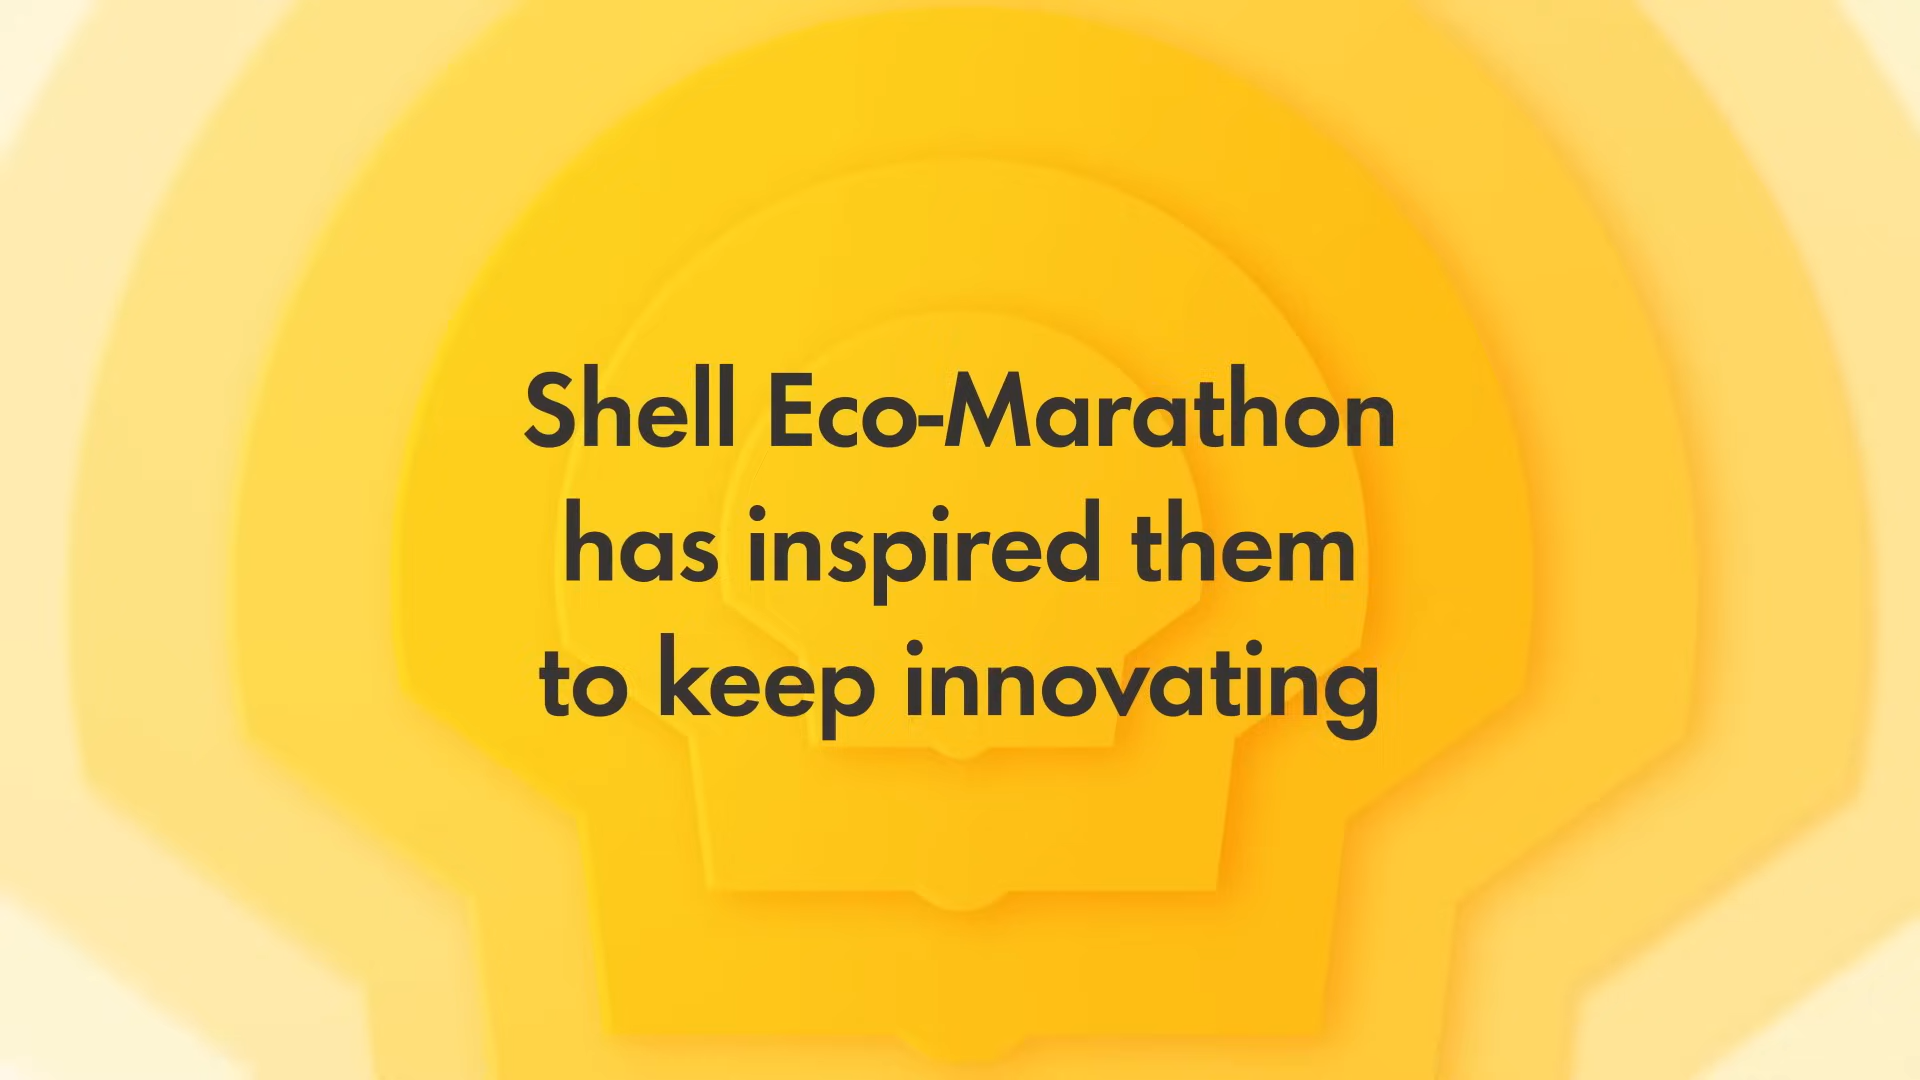 Shell Eco-Marathon
has inspired them
to keep innovating